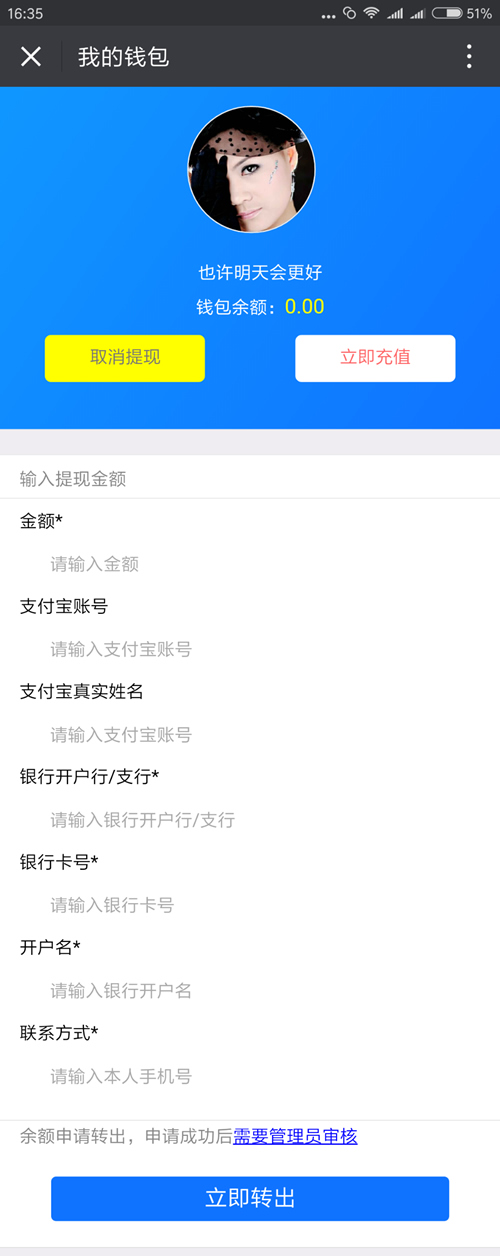 16:35
51%
我的钱包
也许明天会更好
钱包余额：0.00
取消提现
立即充值
输入提现金额
金额*
请输入金额
支付宝账号
请输入支付宝账号
支付宝真实姓名
请输入支付宝账号
银行开户行/支行*
请输入银行开户行/支行
银行卡号*
请输入银行卡号
开户名*
请输入银行开户名
联系方式*
请输入本人手机号
余额申请转出，申请成功后需要管理员审核
立即转出